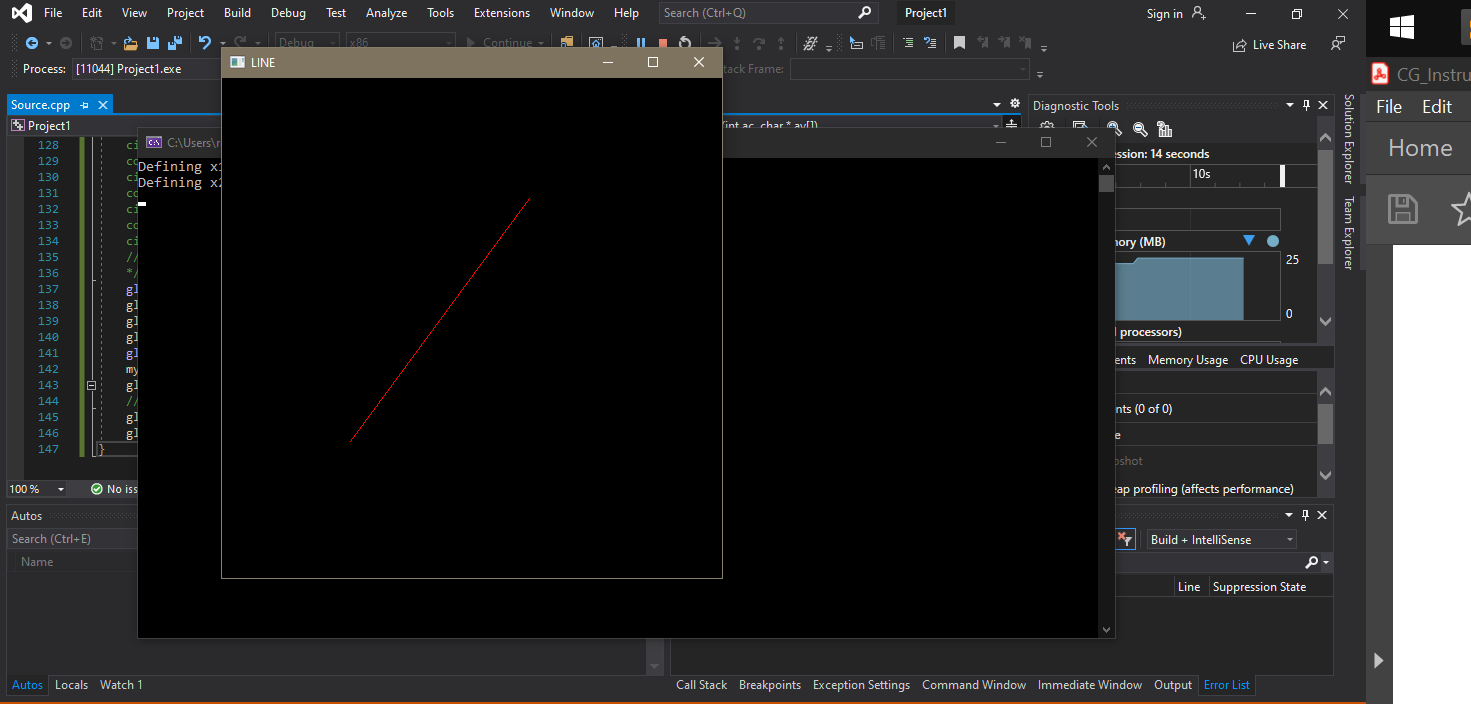 File Edit View Project Build Debug Test Analyze Tools Extensions Window Help Search (Ctrl+Q) Project1 Sign in
Debug x86 Continue Live Share
Process: [11044] Project1.exe Stack Frame:
LINE
CG_Instru
File Edit
Home
Source.cpp
Project1
(int ac, char * av[])
C:\Users\r
Defining x1
Defining x2
128 ci
129 co
130 ci
131 co
132 ci
133 co
134 ci
135 //
136 */
137 gl
138 gl
139 gl
140 gl
141 gl
142 my
143 gl
144 //
145 gl
146 gl
147 }
100 % No iss
Diagnostic Tools
ession: 14 seconds
10s
mory (MB)
25
0
processors)
ents Memory Usage CPU Usage
nts (0 of 0)
e
pshot
eap profiling (affects performance)
Solution Explorer
Team Explorer
Autos
Search (Ctrl+E)
Name
Build + IntelliSense
Line Suppression State
Autos Locals Watch 1
Call Stack Breakpoints Exception Settings Command Window Immediate Window Output Error List